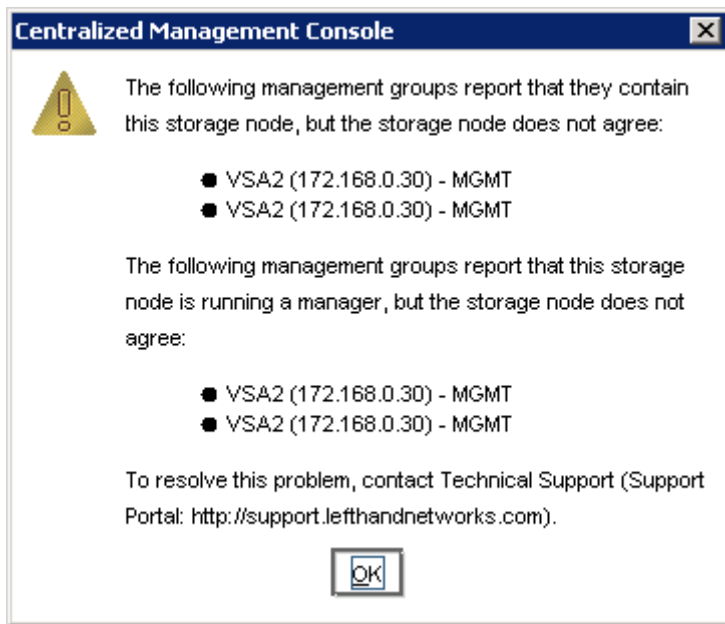 Centralized Management Console
The following management groups report that they contain
this storage node, but the storage node does not agree:
● VSA2 (172.168.0.30) - MGMT
● VSA2 (172.168.0.30) - MGMT
The following management groups report that this storage
node is running a manager, but the storage node does not
agree:
● VSA2 (172.168.0.30) - MGMT
● VSA2 (172.168.0.30) - MGMT
To resolve this problem, contact Technical Support (Support
Portal: http://support.lefthandnetworks.com).
OK